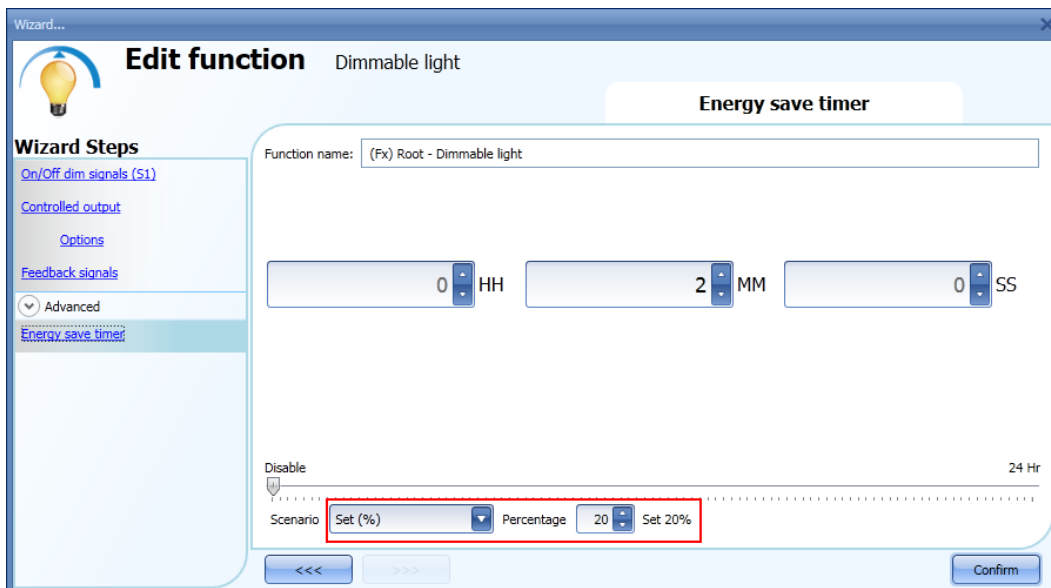 Wizard...
Edit function Dimmable light
Energy save timer
Wizard Steps
On/Off dim signals (S1)
Controlled output
Options
Feedback signals
Advanced
Energy save timer
Function name: (Fx) Root - Dimmable light
0 HH 2 MM 0 SS
Disable 24 Hr
Scenario Set (%) Percentage 20 Set 20%
<<< >>> Confirm